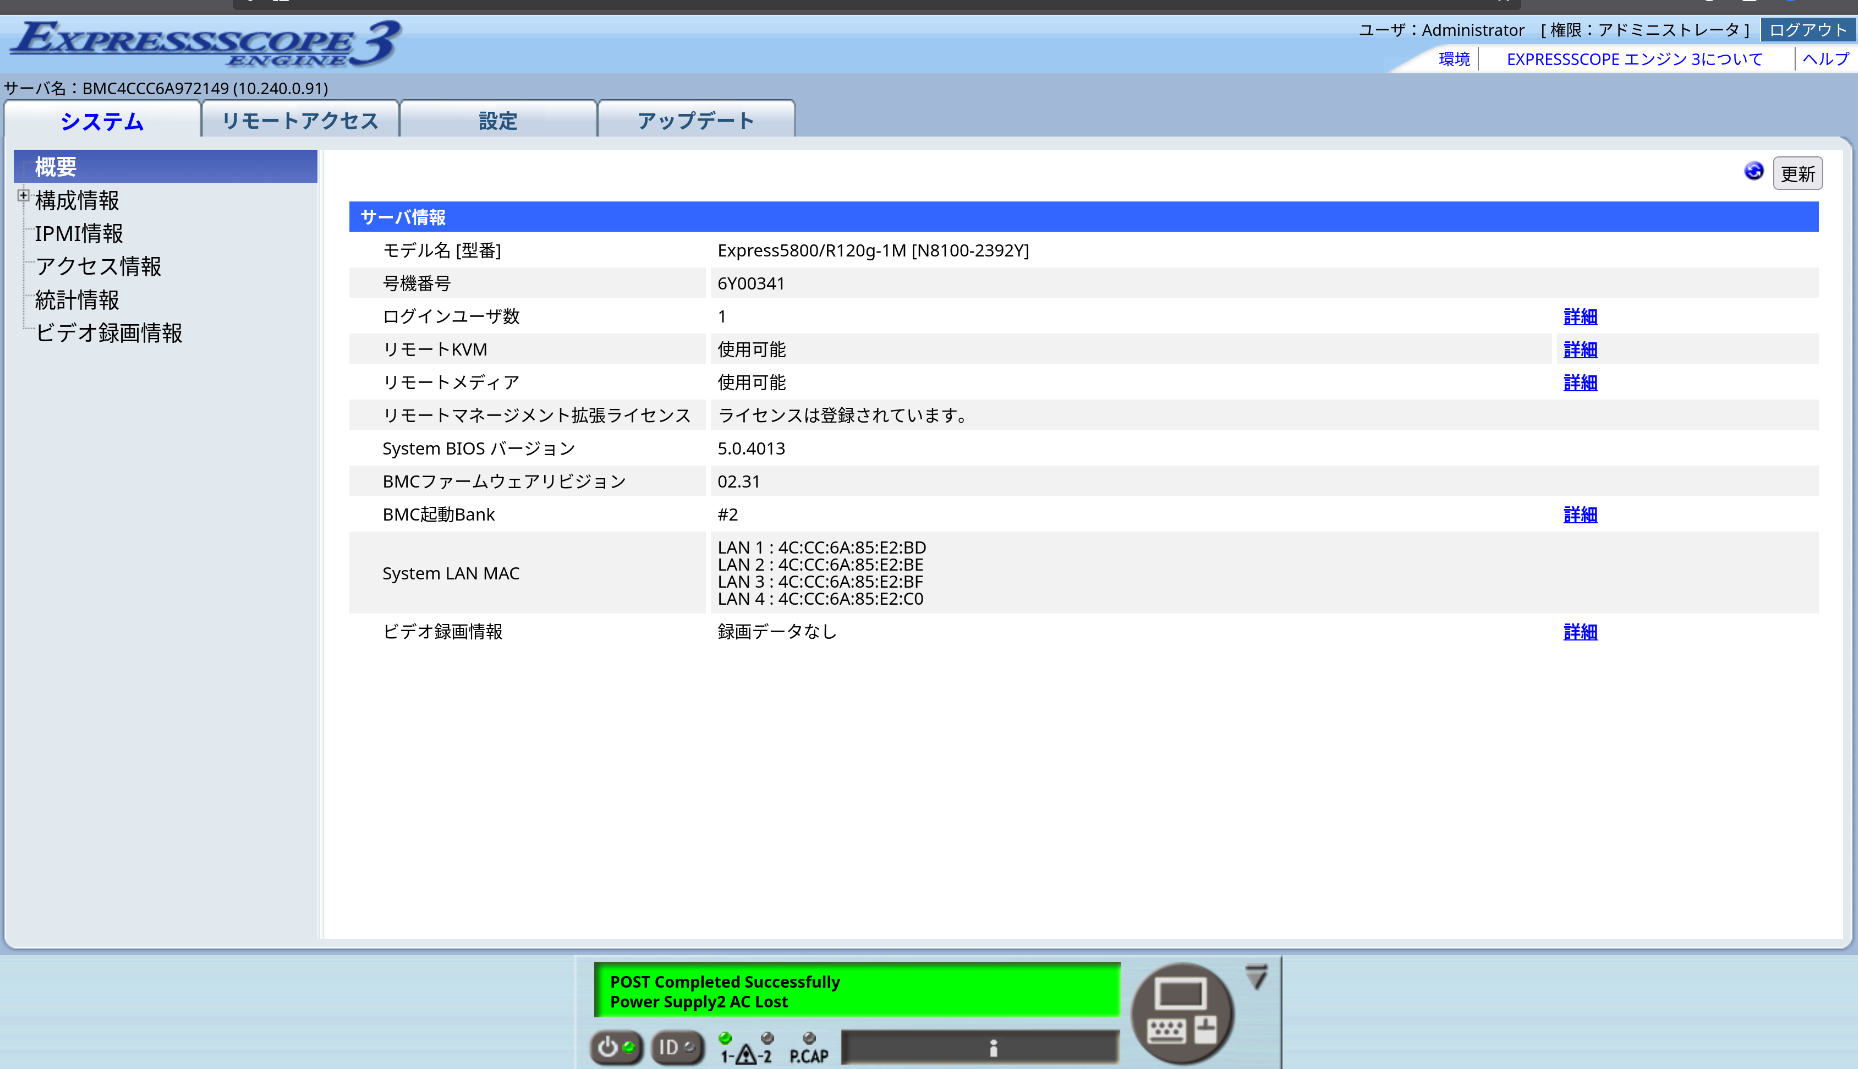 EXPRESSSCOPE 3
ENGINE
ユーザ：Administrator [ 権限：アドミニストレータ ] ログアウト
環境 EXPRESSSCOPE エンジン 3について ヘルプ
サーバ名：BMC4CCC6A972149 (10.240.0.91)
システム リモートアクセス 設定 アップデート
概要
構成情報
IPMI情報
アクセス情報
統計情報
ビデオ録画情報
更新
サーバ情報
モデル名 [型番] Express5800/R120g-1M [N8100-2392Y]
号機番号 6Y00341
ログインユーザ数 1 詳細
リモートKVM 使用可能 詳細
リモートメディア 使用可能 詳細
リモートマネージメント拡張ライセンス ライセンスは登録されています。
System BIOS バージョン 5.0.4013
BMCファームウェアリビジョン 02.31
BMC起動Bank #2 詳細
System LAN MAC
LAN 1 : 4C:CC:6A:85:E2:BD
LAN 2 : 4C:CC:6A:85:E2:BE
LAN 3 : 4C:CC:6A:85:E2:BF
LAN 4 : 4C:CC:6A:85:E2:C0
ビデオ録画情報 録画データなし 詳細
POST Completed Successfully
Power Supply2 AC Lost
ID 1-2 P.CAP